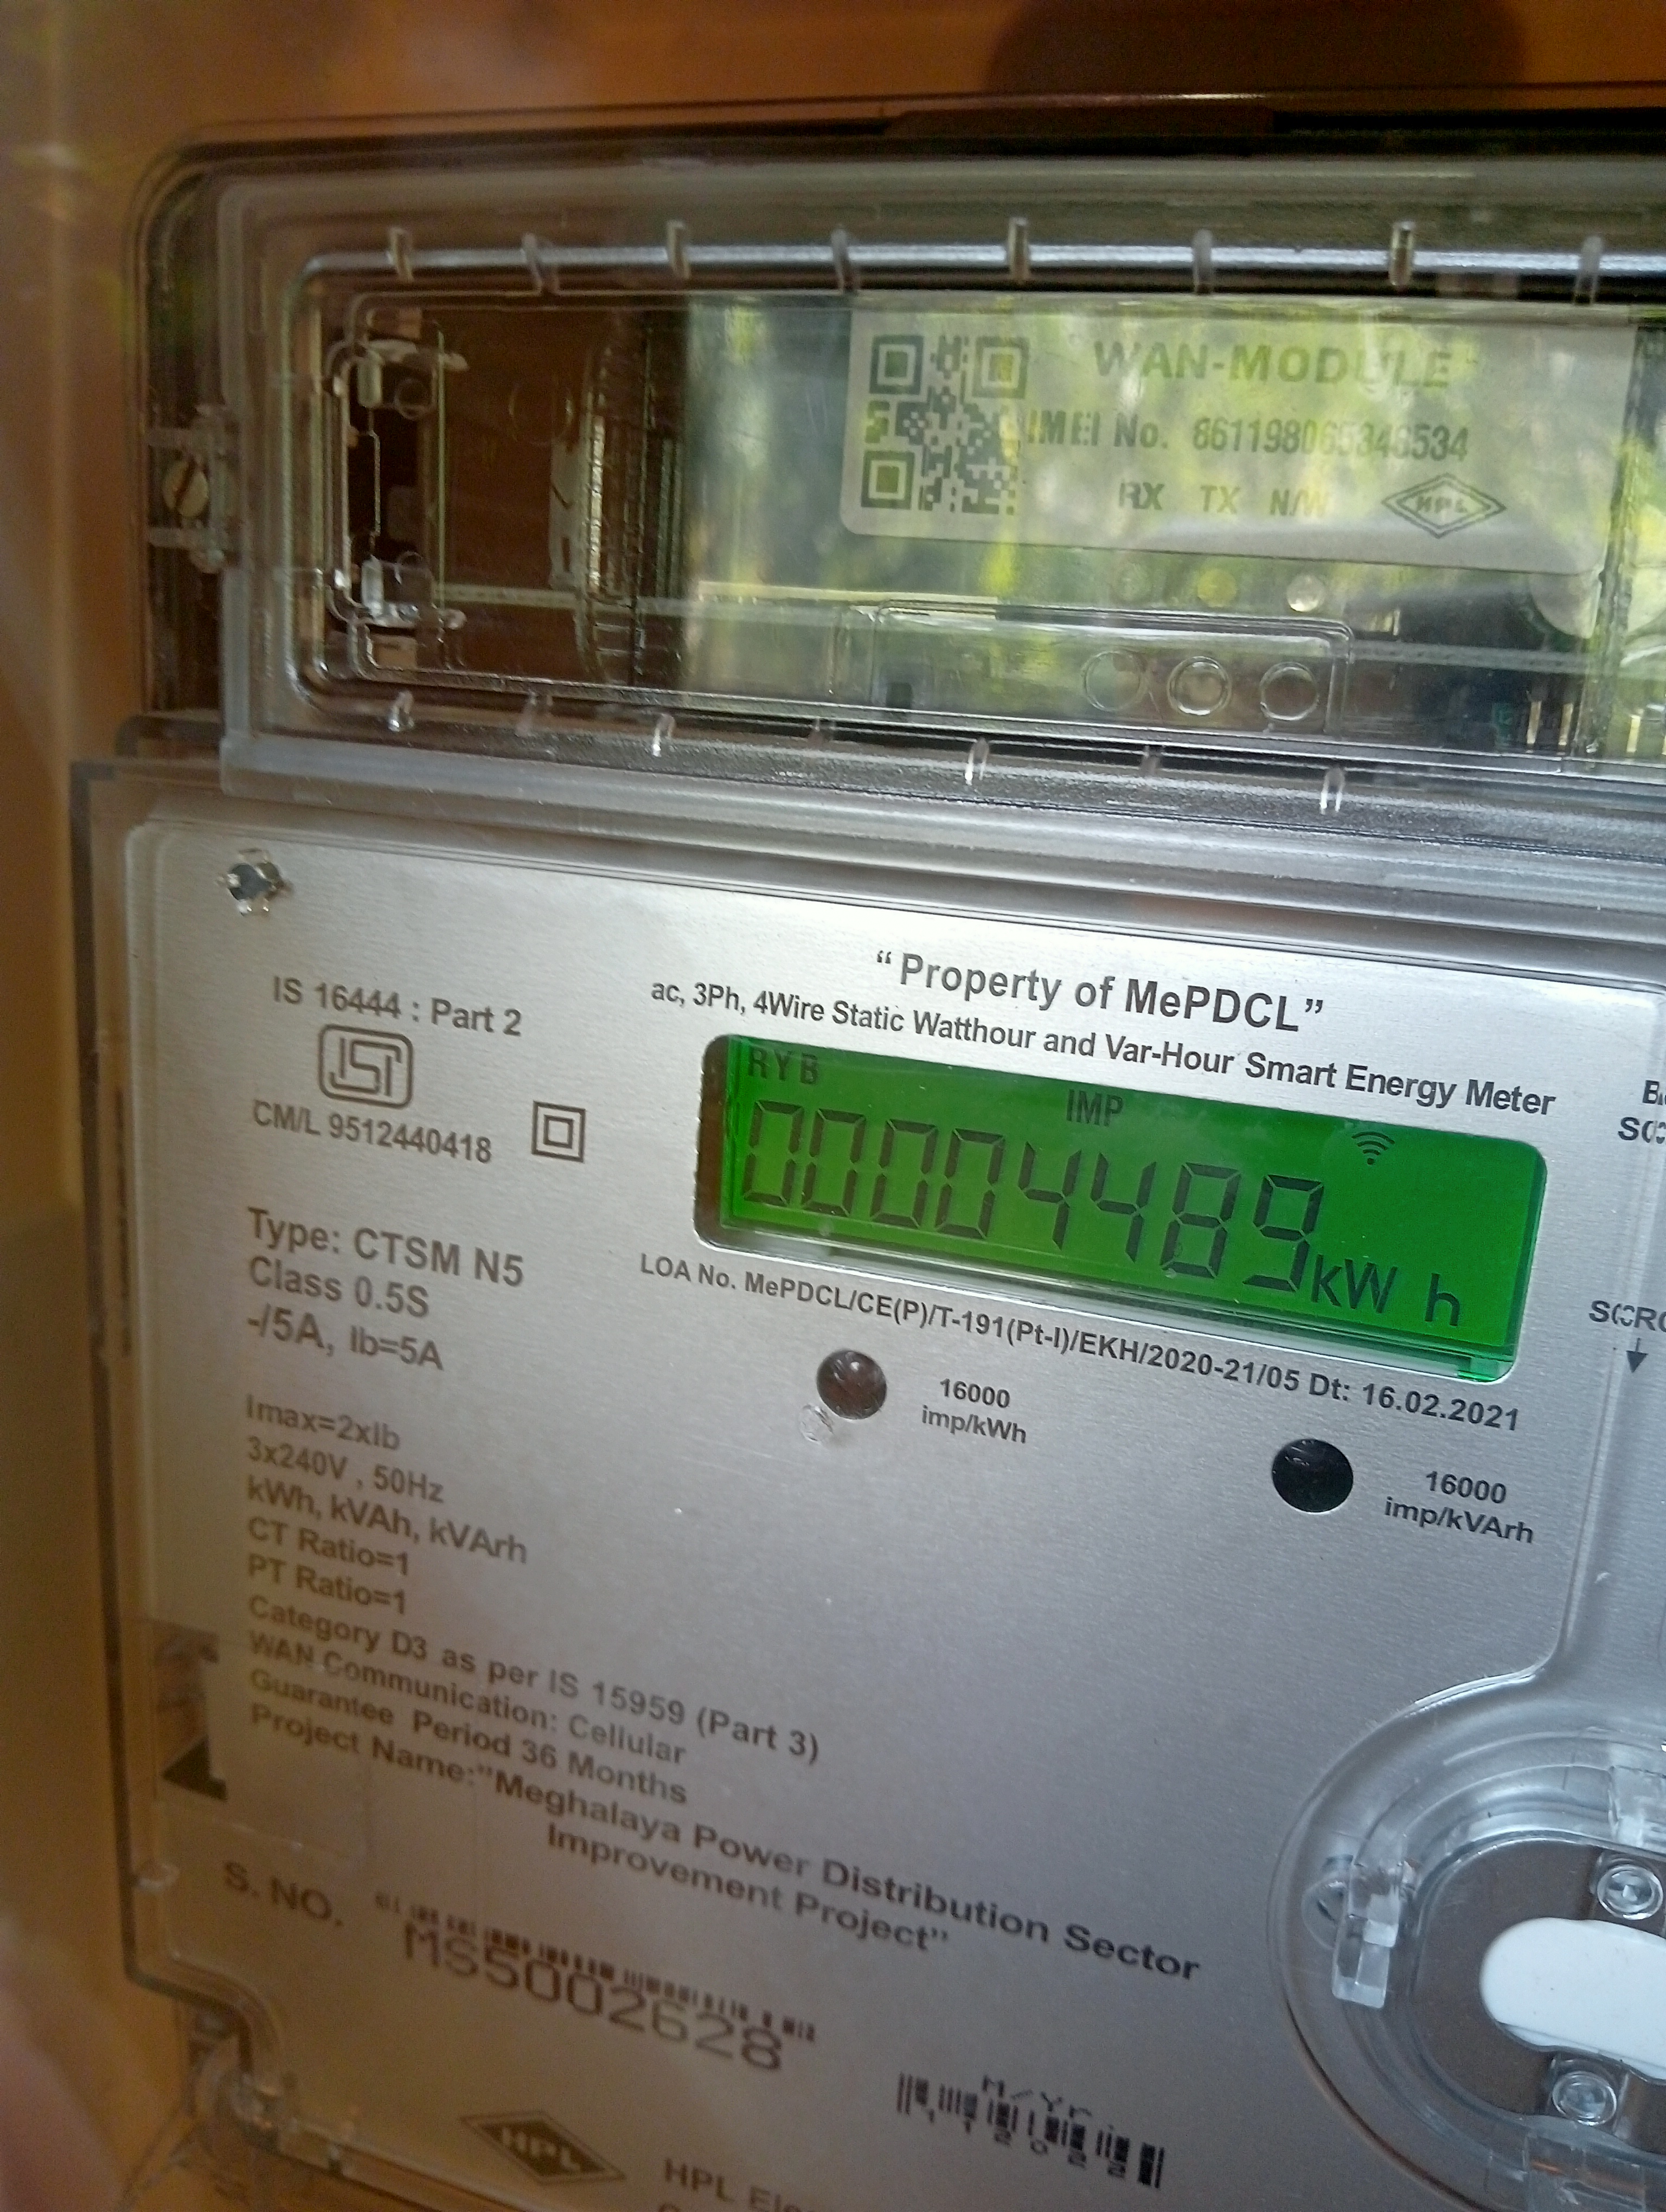 WAN-MODULE
IMEI No. 861198065346534
RX TX N/W
HPL
IS 16444 : Part 2
ISI
CM/L 9512440418
“ Property of MePDCL”
ac, 3Ph, 4Wire Static Watthour and Var-Hour Smart Energy Meter
RYB
IMP
00004489 kW h
LOA No. MePDCL/CE(P)/T-191(Pt-I)/EKH/2020-21/05 Dt: 16.02.2021
16000
imp/kWh
16000
imp/kVArh
Type: CTSM N5
Class 0.5S
-/5A, Ib=5A
Imax=2xIb
3x240V , 50Hz
kWh, kVAh, kVArh
CT Ratio=1
PT Ratio=1
Category D3 as per IS 15959 (Part 3)
WAN Communication: Cellular
Guarantee Period 36 Months
Project Name:”Meghalaya Power Distribution Sector
Improvement Project”
S. NO.
MS5002628
M/Yr
HPL
HPL